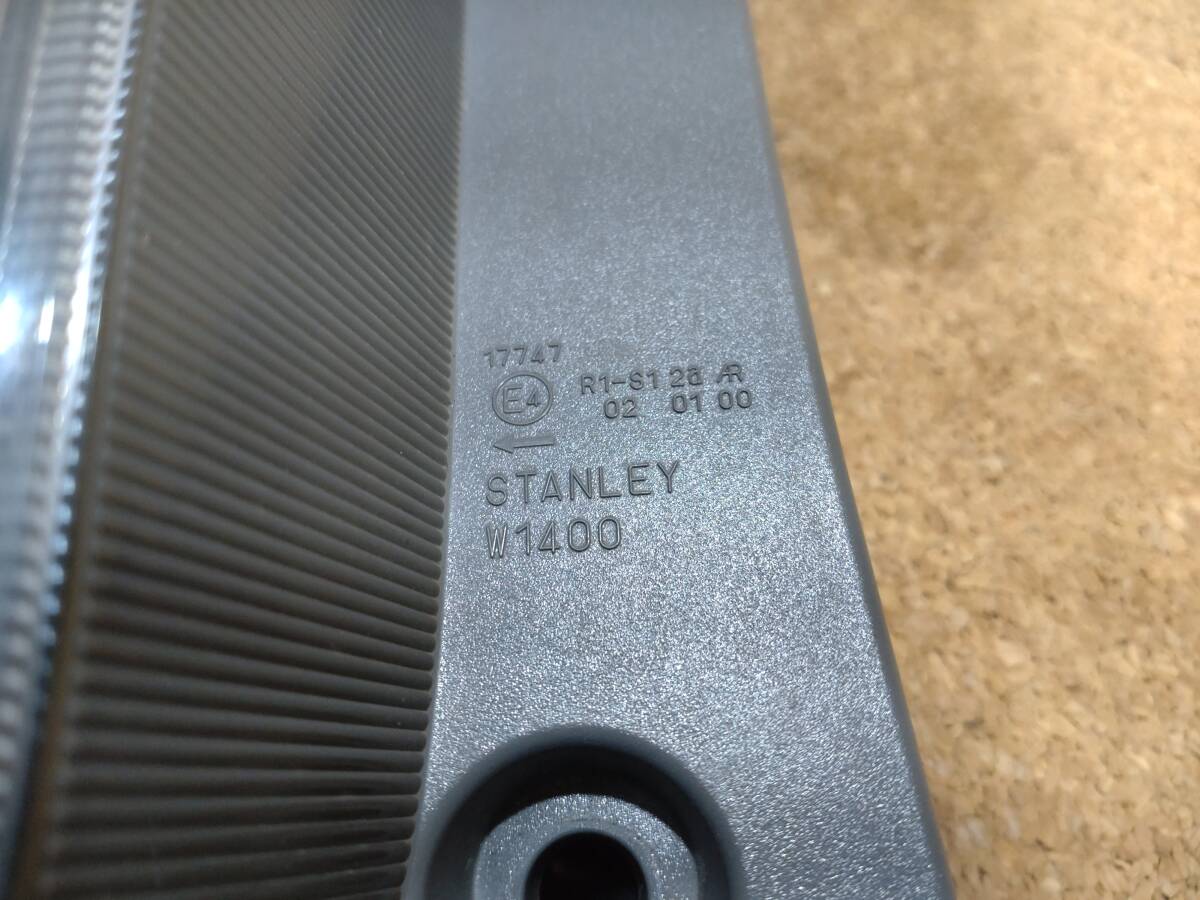 17747
E4 R1-S1 2a AR
02 01 00
STANLEY
W1400